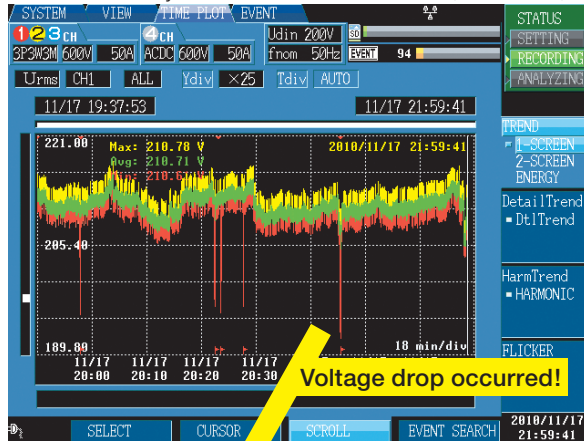 SYSTEM VIEW TIME PLOT EVENT
1 2 3 CH 4 CH Udin 200V SD
3P3W3M 600V 50A ACDC 600V 50A fnom 50Hz EVENT 94
Urms CH1 ALL Ydiv ×25 Tdiv AUTO
11/17 19:37:53 11/17 21:59:41
221.00 Max: 210.78 V 2010/11/17 21:59:41
Avg: 210.71 V
205.40
189.80 18 min/div
11/17 11/17 11/17 11/17
20:00 20:10 20:20 20:30
Voltage drop occurred!
SELECT CURSOR SCROLL EVENT SEARCH
STATUS
SETTING
RECORDING
ANALYZING
TREND
1-SCREEN
2-SCREEN
ENERGY
DetailTrend
DtlTrend
HarmTrend
HARMONIC
FLICKER
2010/11/17
21:59:41